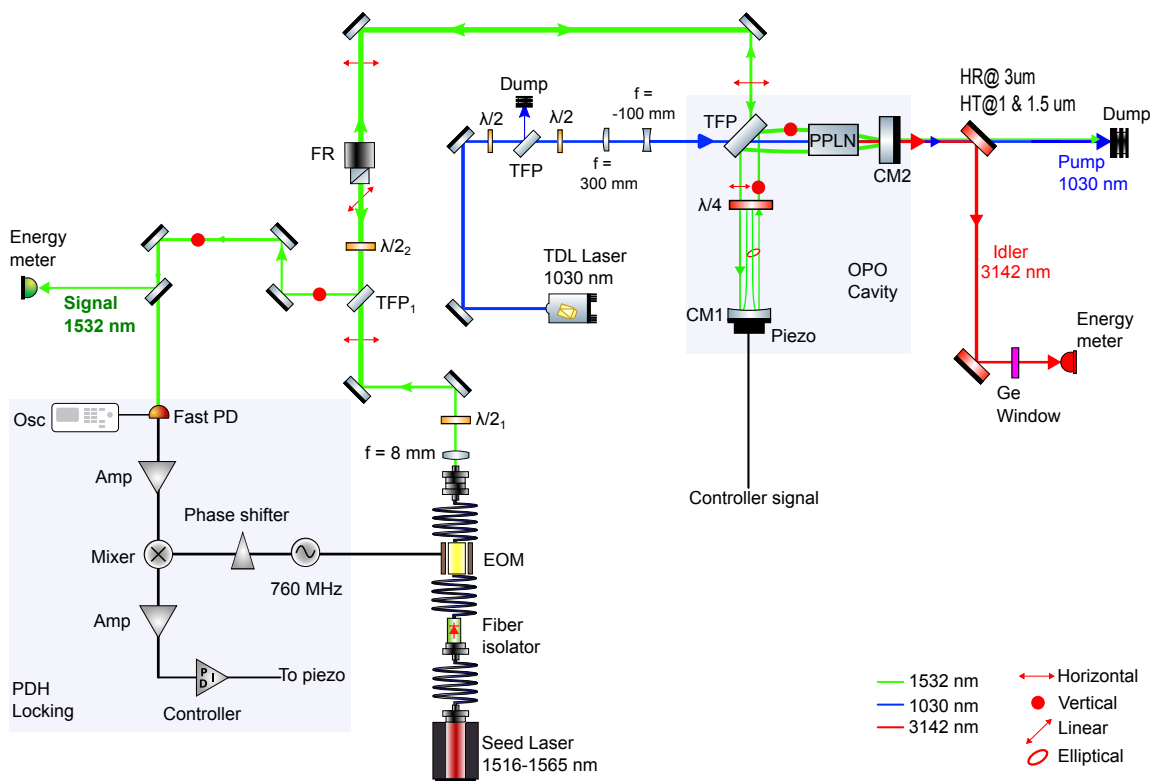 HR@ 3um
HT@1 & 1.5 um
Dump
f =
-100 mm
λ/2
λ/2
TFP
Dump
TFP
f =
300 mm
PPLN
CM2
Pump
1030 nm
FR
λ/4
Energy
meter
λ/2₂
TDL Laser
1030 nm
OPO
Cavity
Idler
3142 nm
Signal
1532 nm
TFP₁
CM1
Piezo
Energy
meter
Ge
Window
Osc
Fast PD
λ/2₁
f = 8 mm
Amp
Controller signal
Phase shifter
Mixer
EOM
760 MHz
Amp
Fiber
isolator
PID
To piezo
PDH
Locking
Controller
Seed Laser
1516-1565 nm
1532 nm
1030 nm
3142 nm
Horizontal
Vertical
Linear
Elliptical